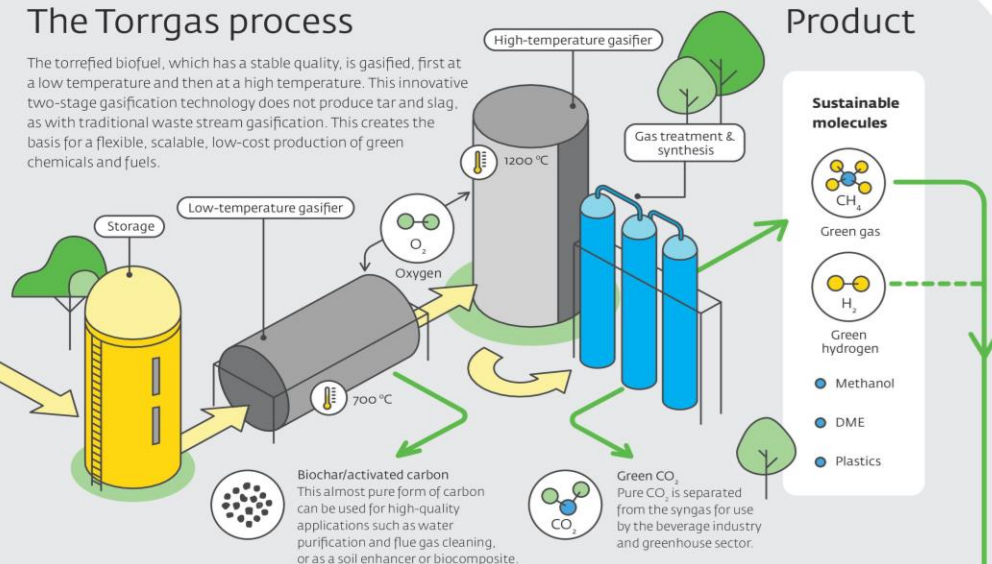 The Torrgas process
The torrefied biofuel, which has a stable quality, is gasified, first at
a low temperature and then at a high temperature. This innovative
two-stage gasification technology does not produce tar and slag,
as with traditional waste stream gasification. This creates the
basis for a flexible, scalable, low-cost production of green
chemicals and fuels.
Storage
Low-temperature gasifier
700 °C
O₂
Oxygen
High-temperature gasifier
1200 °C
Gas treatment &
synthesis
Biochar/activated carbon
This almost pure form of carbon
can be used for high-quality
applications such as water
purification and flue gas cleaning,
or as a soil enhancer or biocomposite.
CO₂
Green CO₂
Pure CO₂ is separated
from the syngas for use
by the beverage industry
and greenhouse sector.
Product
Sustainable
molecules
CH₄
Green gas
H₂
Green
hydrogen
Methanol
DME
Plastics